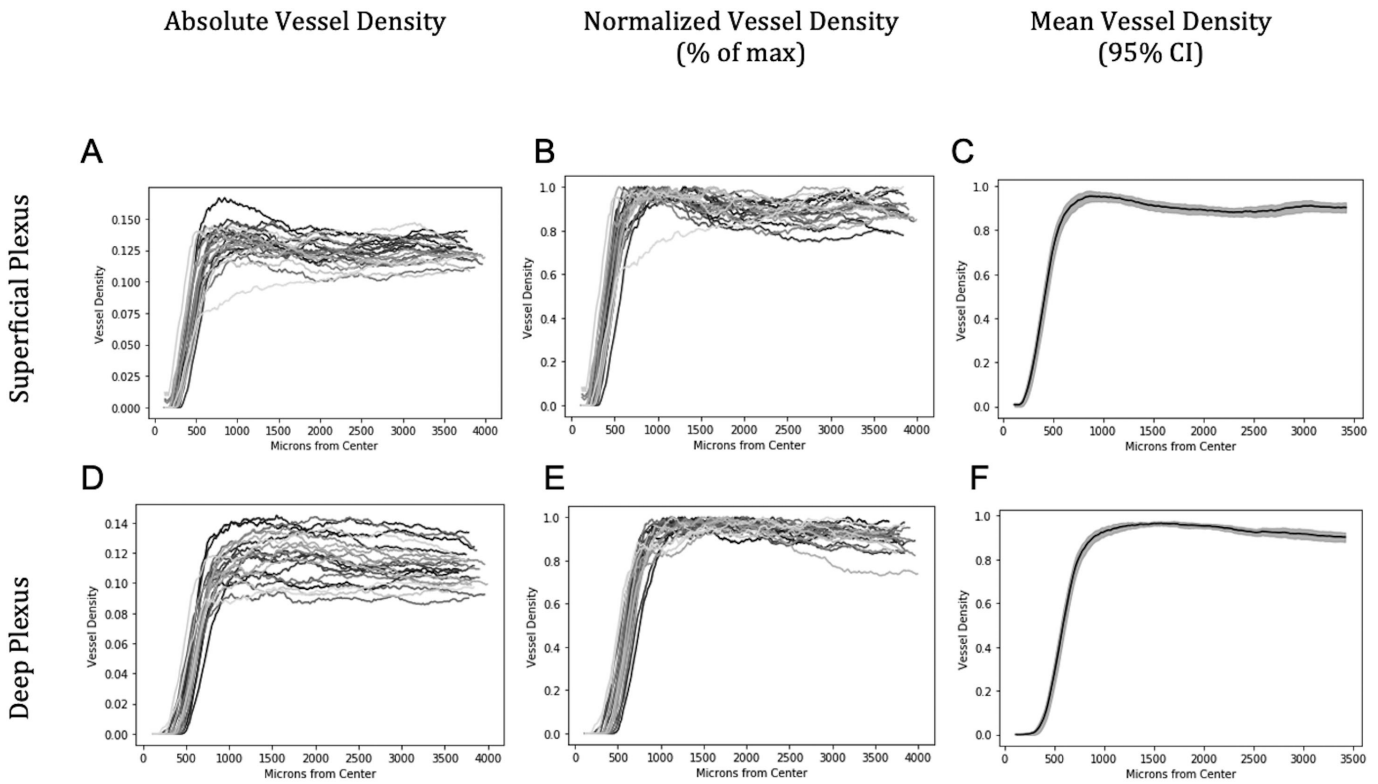 Absolute Vessel Density
Normalized Vessel Density
(% of max)
Mean Vessel Density
(95% CI)
Superficial Plexus
A
0.150
0.125
0.100
0.075
0.050
0.025
0.000
Vessel Density
0 500 1000 1500 2000 2500 3000 3500 4000
Microns from Center
B
1.0
0.8
0.6
0.4
0.2
0.0
Vessel Density
0 500 1000 1500 2000 2500 3000 3500 4000
Microns from Center
C
1.0
0.8
0.6
0.4
0.2
0.0
Vessel Density
0 500 1000 1500 2000 2500 3000 3500
Microns from Center
Deep Plexus
D
0.14
0.12
0.10
0.08
0.06
0.04
0.02
0.00
Vessel Density
0 500 1000 1500 2000 2500 3000 3500 4000
Microns from Center
E
1.0
0.8
0.6
0.4
0.2
0.0
Vessel Density
0 500 1000 1500 2000 2500 3000 3500 4000
Microns from Center
F
1.0
0.8
0.6
0.4
0.2
0.0
Vessel Density
0 500 1000 1500 2000 2500 3000 3500
Microns from Center